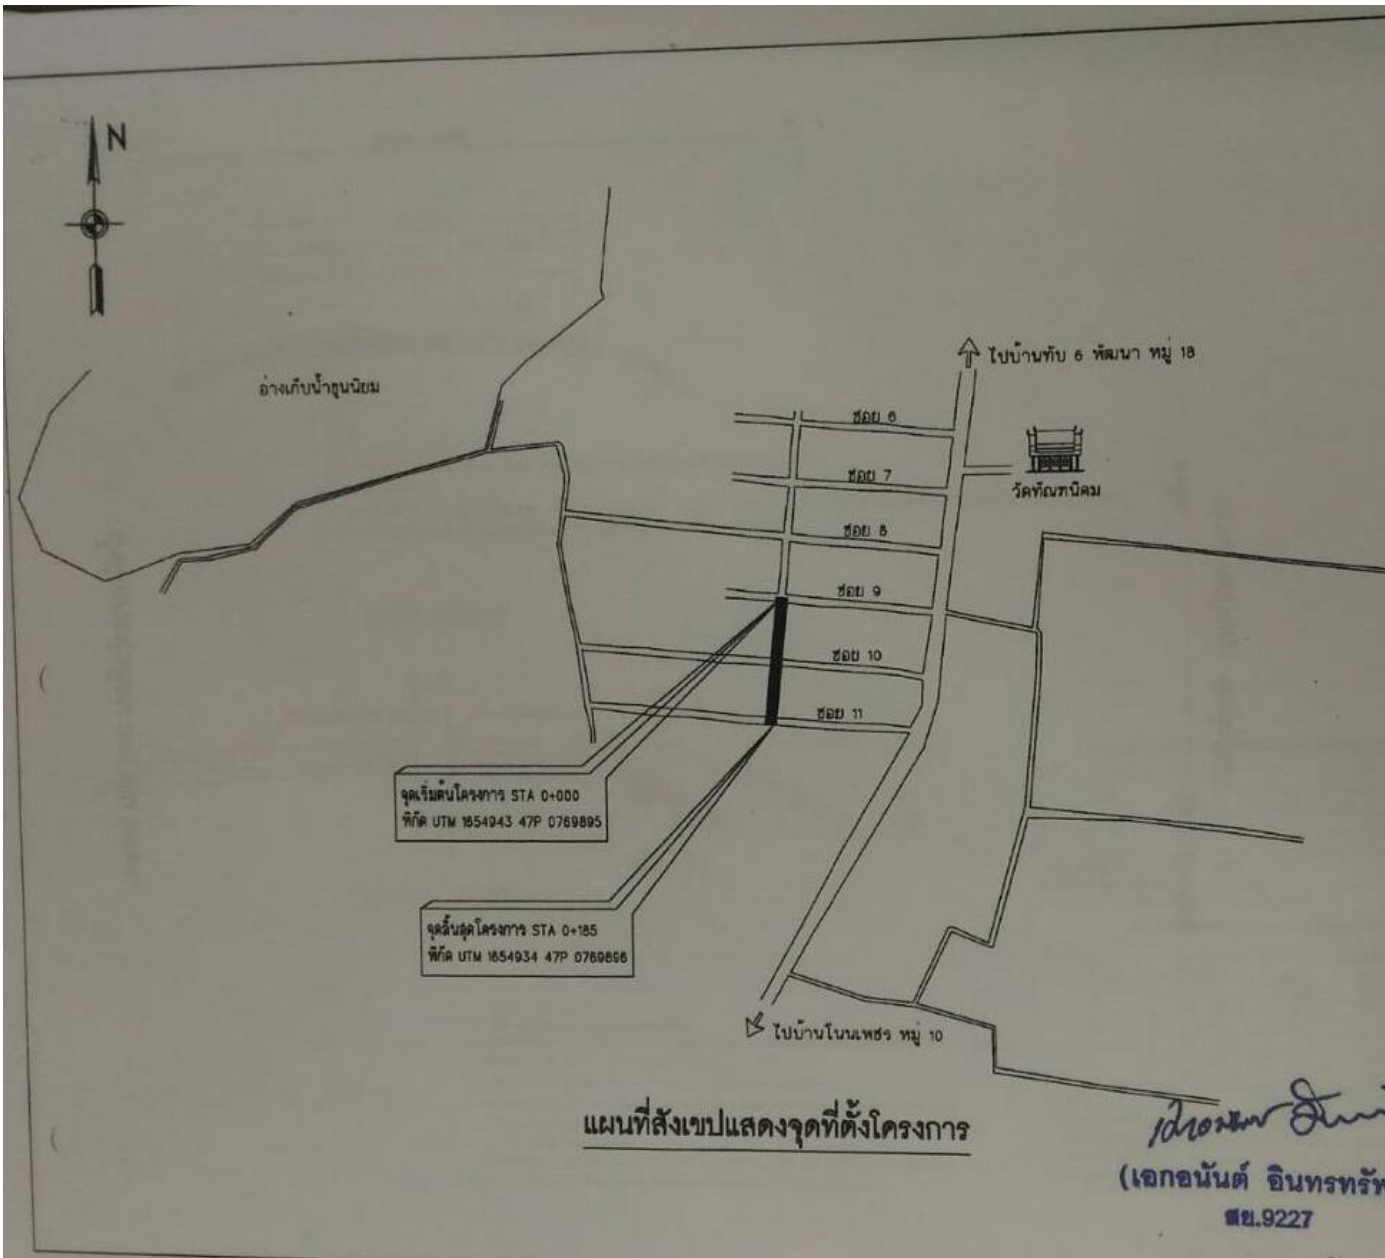 N
ไปบ้านทับ 6 พัฒนา หมู่ 18
อ่างเก็บน้ำขุนนิยม
ซอย 6
ซอย 7
วัดทัณฑนิคม
ซอย 8
ซอย 9
ซอย 10
ซอย 11
จุดเริ่มต้นโครงการ STA 0+000
พิกัด UTM 1654943 47P 0769895
จุดสิ้นสุดโครงการ STA 0+185
พิกัด UTM 1654934 47P 0769896
ไปบ้านโนนเพชร หมู่ 10
แผนที่สังเขปแสดงจุดที่ตั้งโครงการ
(เอกอนันต์ อินทรทรัพ
สย.9227